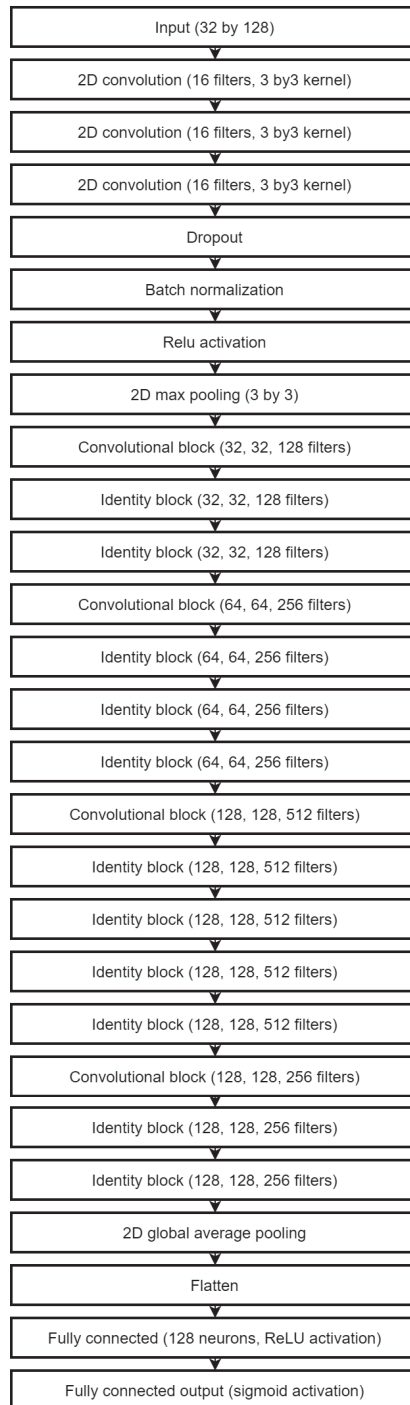 Input (32 by 128)
2D convolution (16 filters, 3 by3 kernel)
2D convolution (16 filters, 3 by3 kernel)
2D convolution (16 filters, 3 by3 kernel)
Dropout
Batch normalization
Relu activation
2D max pooling (3 by 3)
Convolutional block (32, 32, 128 filters)
Identity block (32, 32, 128 filters)
Identity block (32, 32, 128 filters)
Convolutional block (64, 64, 256 filters)
Identity block (64, 64, 256 filters)
Identity block (64, 64, 256 filters)
Identity block (64, 64, 256 filters)
Convolutional block (128, 128, 512 filters)
Identity block (128, 128, 512 filters)
Identity block (128, 128, 512 filters)
Identity block (128, 128, 512 filters)
Identity block (128, 128, 512 filters)
Convolutional block (128, 128, 256 filters)
Identity block (128, 128, 256 filters)
Identity block (128, 128, 256 filters)
2D global average pooling
Flatten
Fully connected (128 neurons, ReLU activation)
Fully connected output (sigmoid activation)